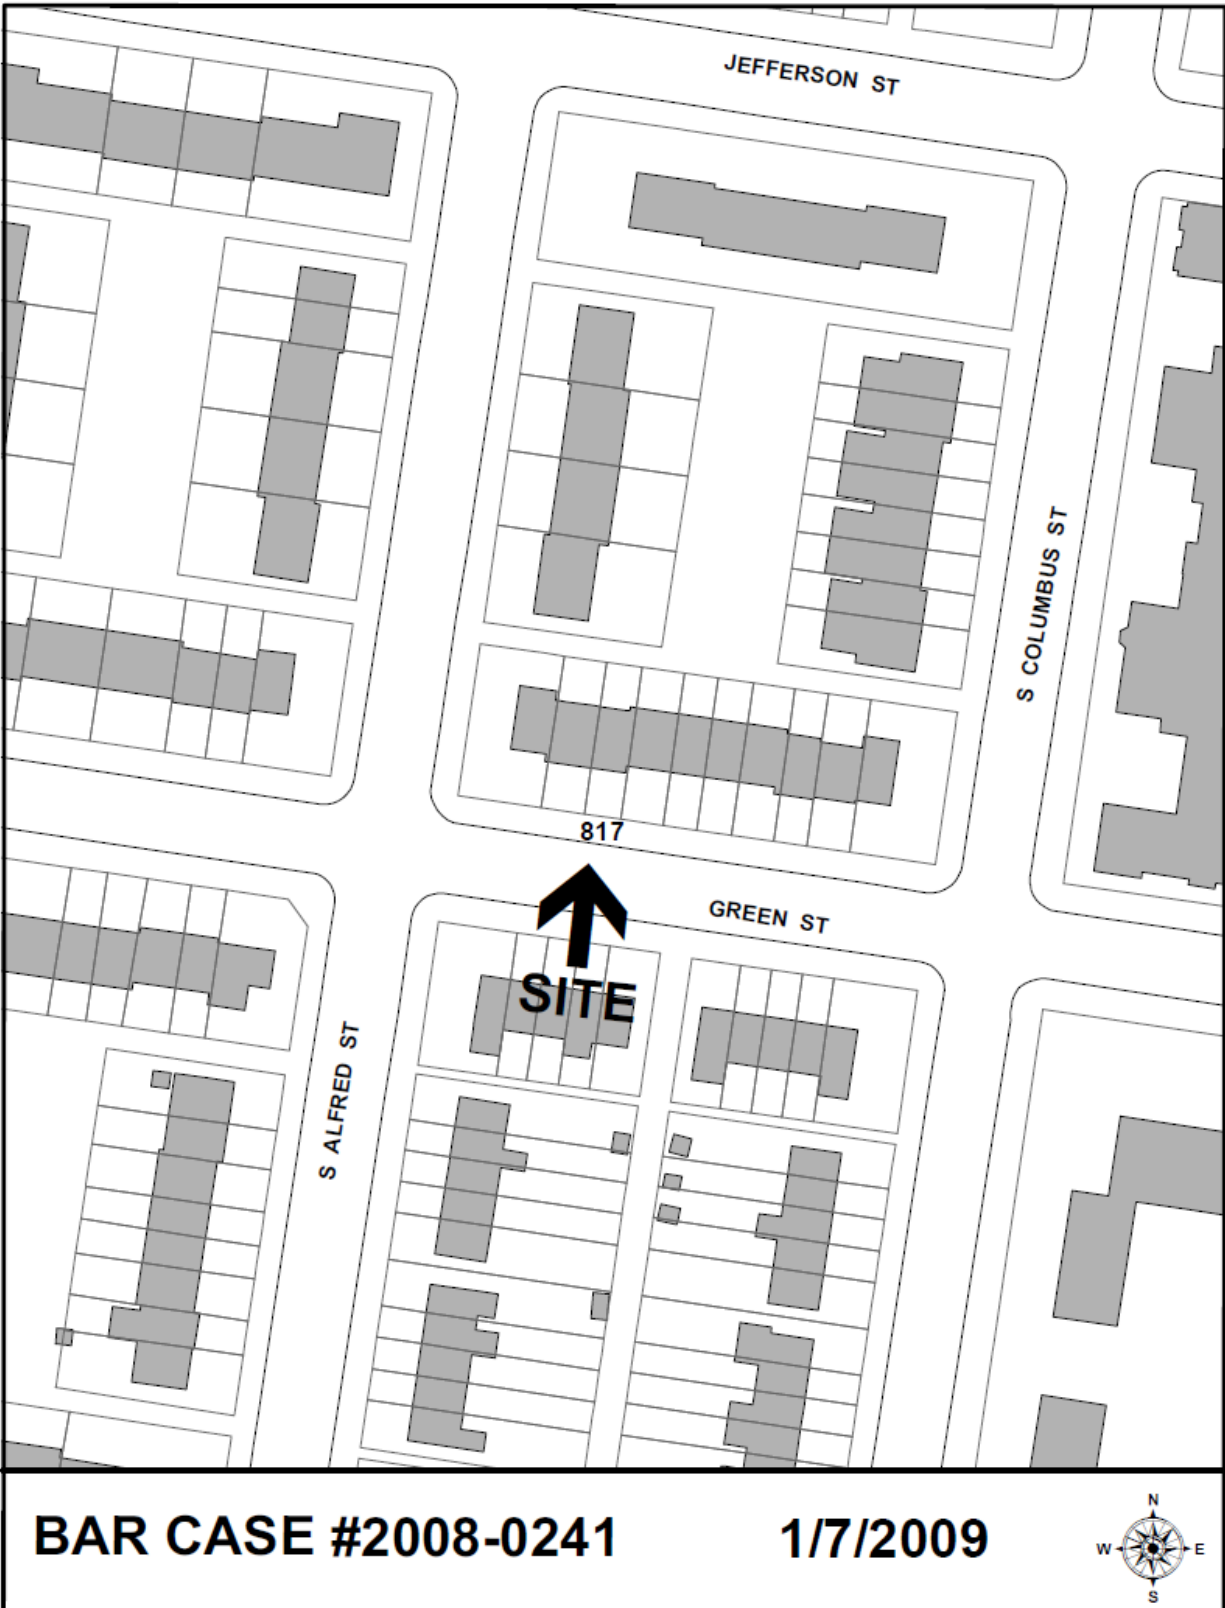 JEFFERSON ST
S COLUMBUS ST
817
GREEN ST
SITE
S ALFRED ST
BAR CASE #2008-0241 1/7/2009
N
W E
S